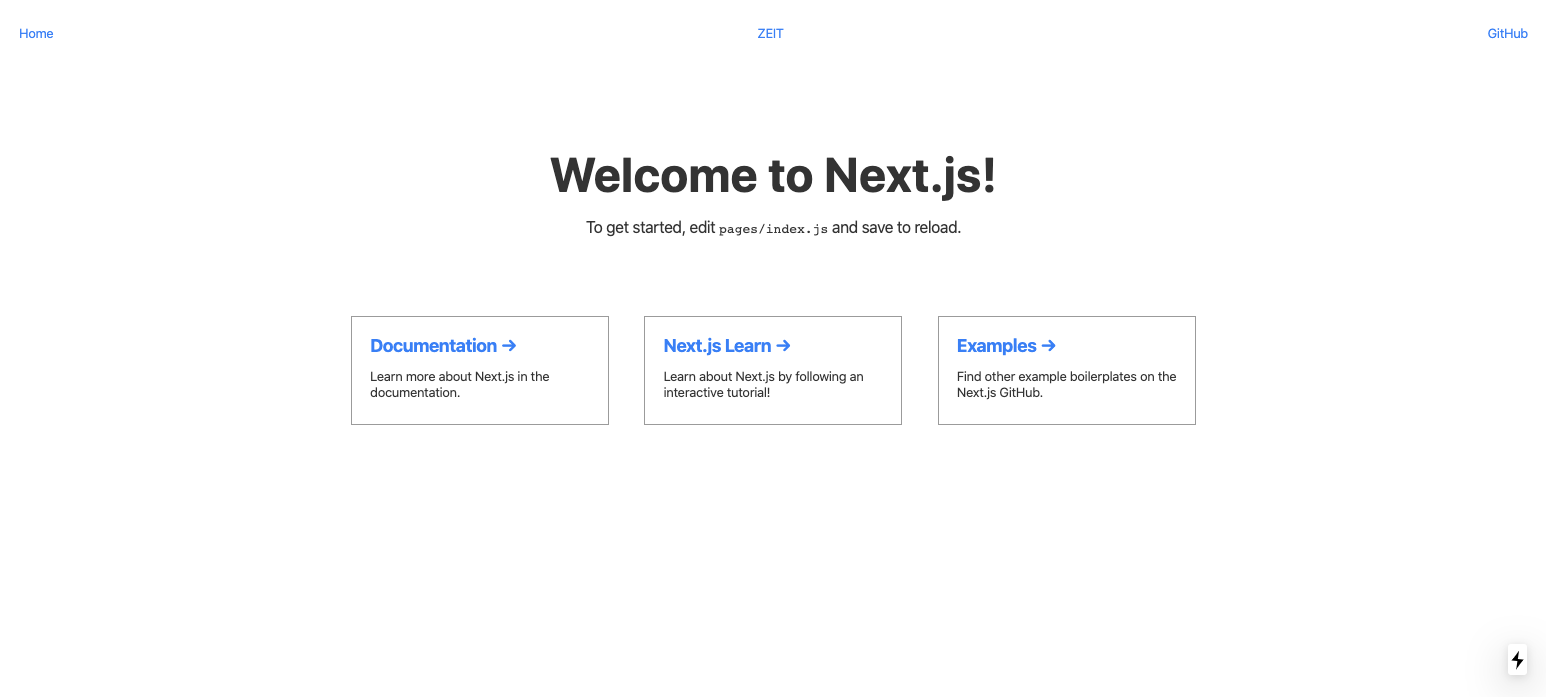 Home
ZEIT
GitHub
Welcome to Next.js!
To get started, edit pages/index.js and save to reload.
Documentation →
Learn more about Next.js in the
documentation.
Next.js Learn →
Learn about Next.js by following an
interactive tutorial!
Examples →
Find other example boilerplates on the
Next.js GitHub.